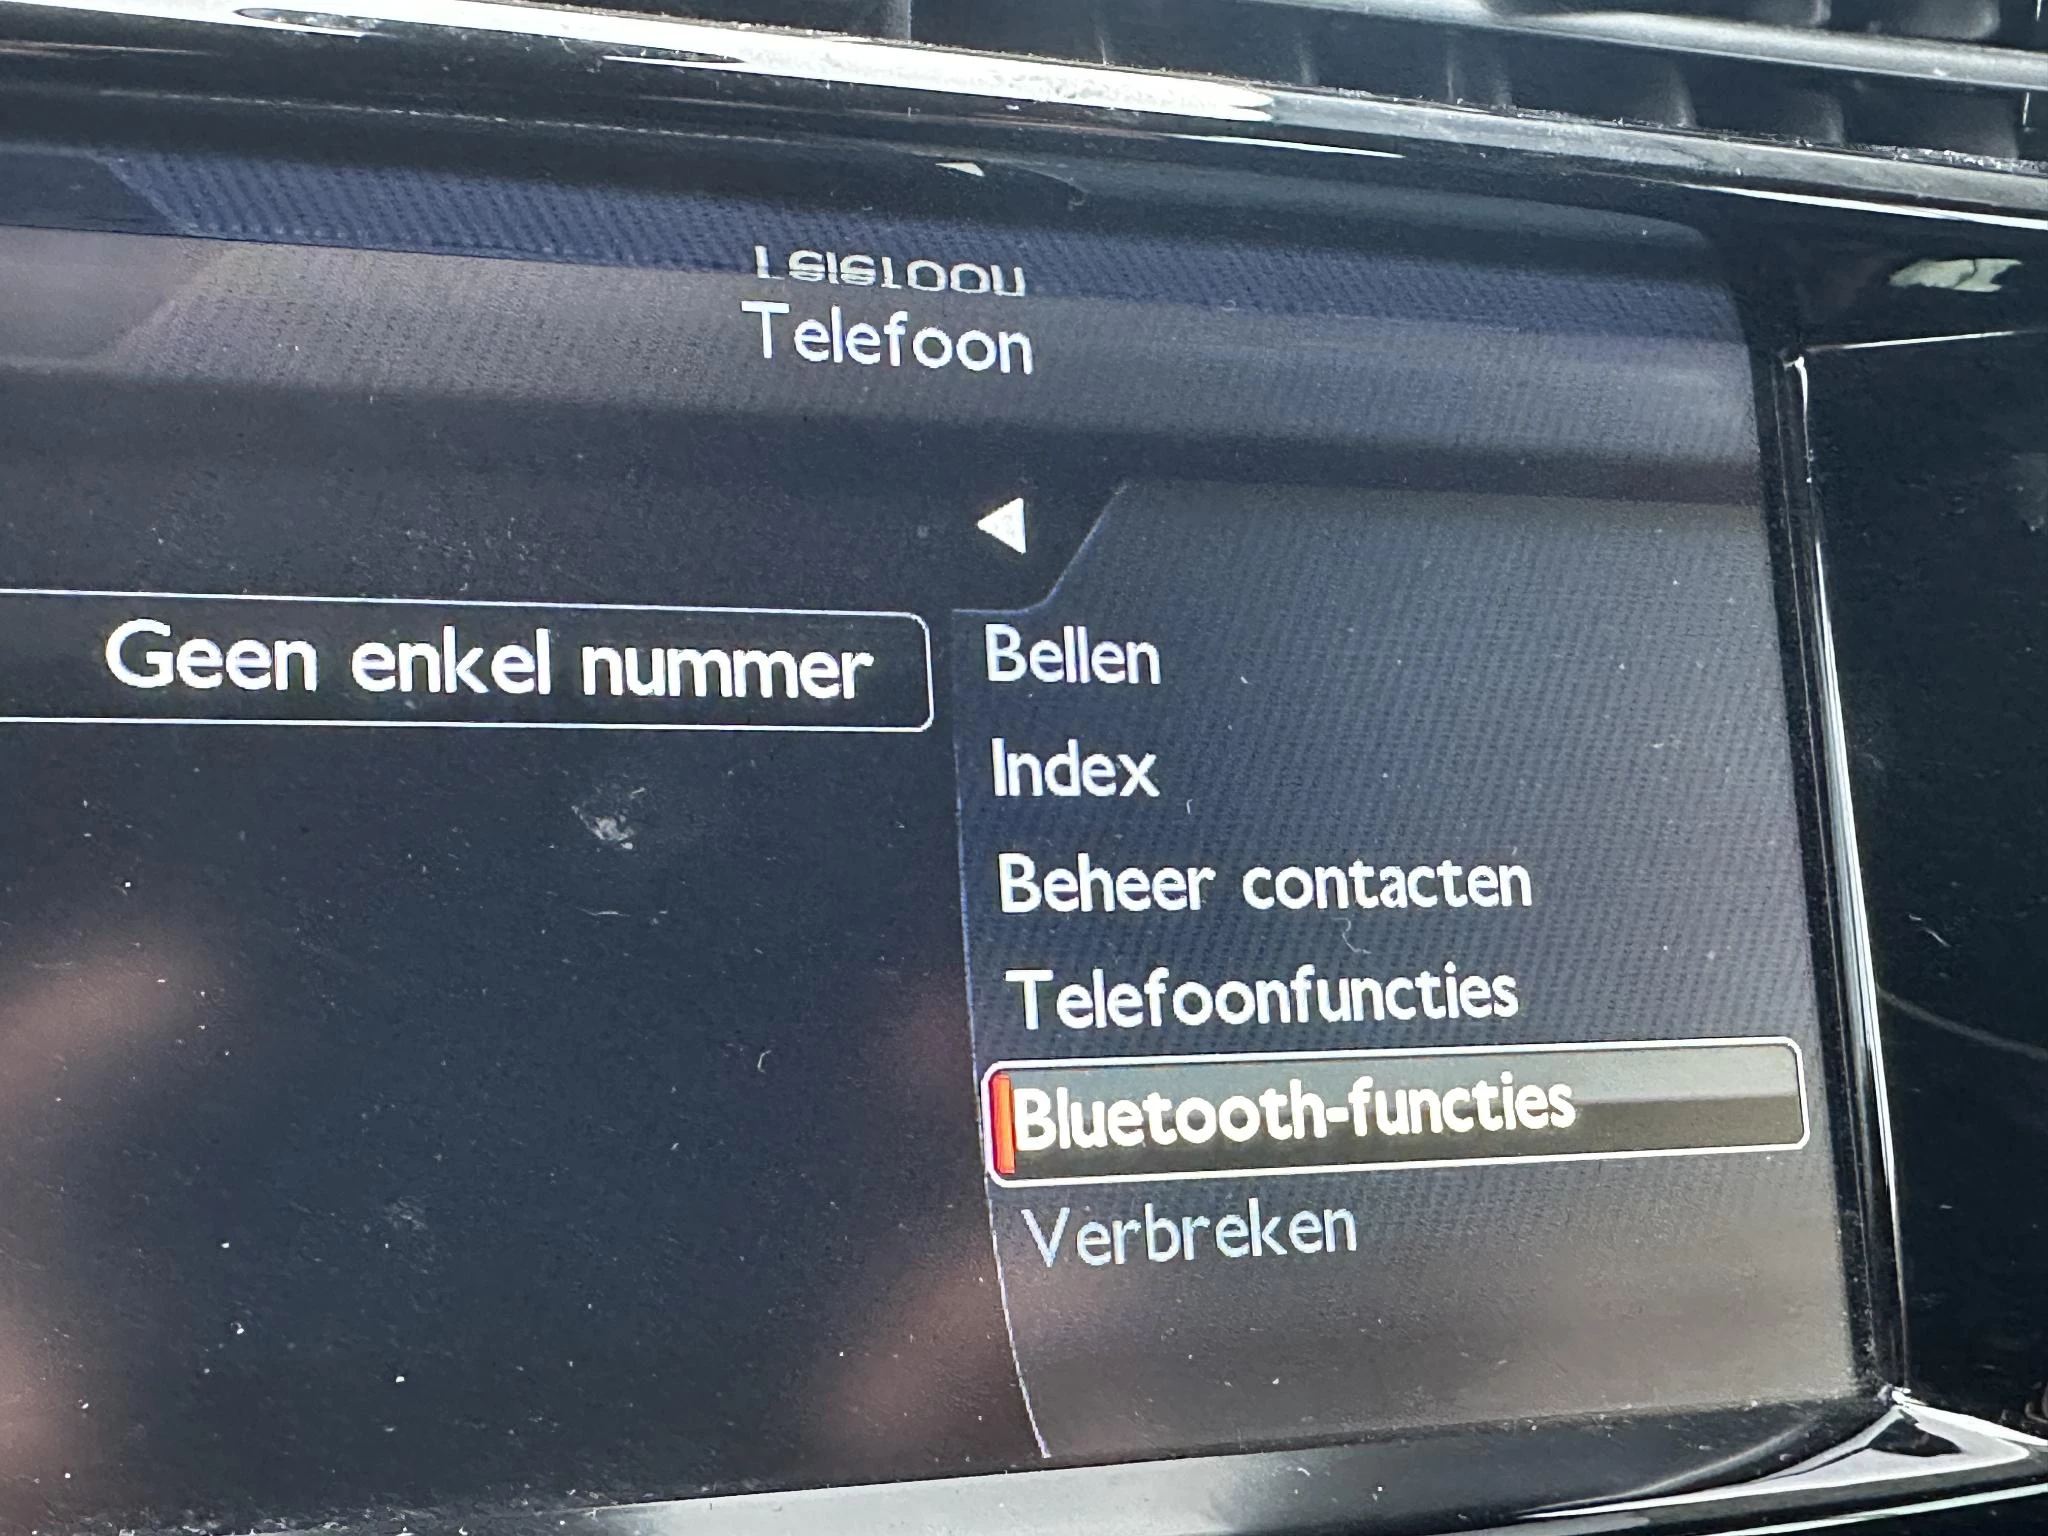 Telefoon
Geen enkel nummer
Bellen
Index
Beheer contacten
Telefoonfuncties
Bluetooth-functies
Verbreken